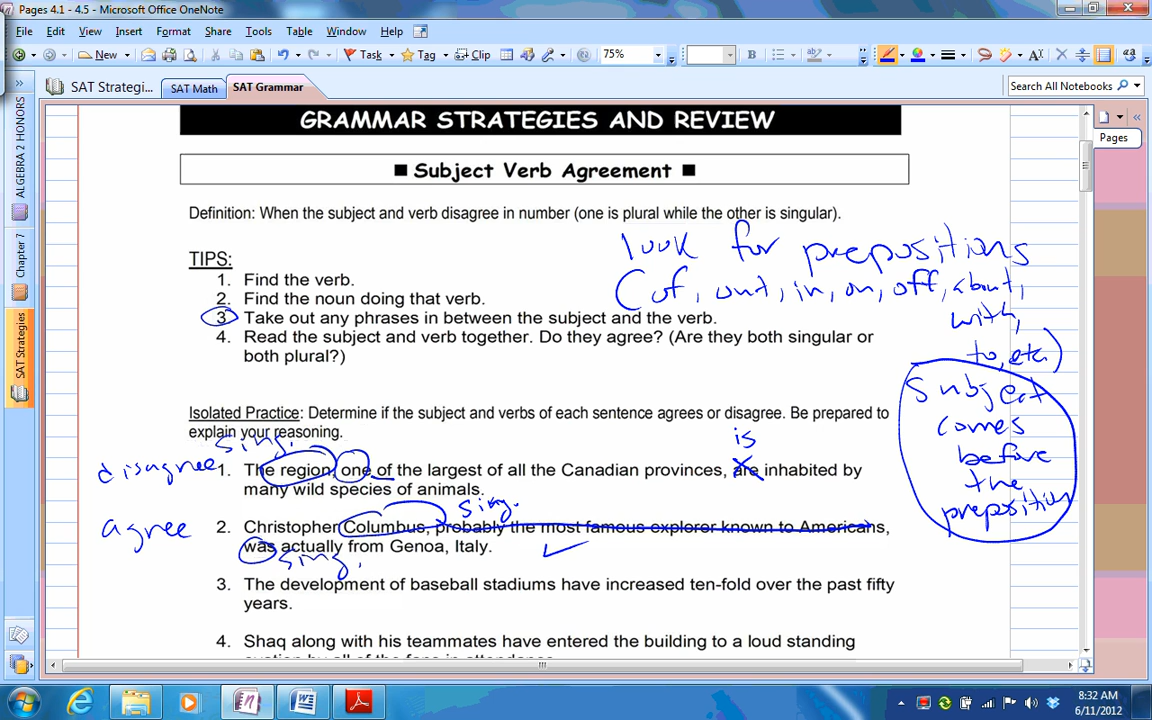 Pages 4.1 - 4.5 - Microsoft Office OneNote
File Edit View Insert Format Share Tools Table Window Help
New Task Tag Clip 75% B ab A
SAT Strategi... SAT Math SAT Grammar
Search All Notebooks
Pages
ALGEBRA 2 HONORS
Chapter 7
SAT Strategies
GRAMMAR STRATEGIES AND REVIEW
■ Subject Verb Agreement ■
Definition: When the subject and verb disagree in number (one is plural while the other is singular).
look for prepositions
(of, and, in, on, off, about,
with,
to, etc)
TIPS:
1. Find the verb.
2. Find the noun doing that verb.
3. Take out any phrases in between the subject and the verb.
4. Read the subject and verb together. Do they agree? (Are they both singular or
both plural?)
Subject
comes
before
the
preposition
Isolated Practice: Determine if the subject and verbs of each sentence agrees or disagree. Be prepared to
explain your reasoning.
sing.
is
disagree
1. The region, one of the largest of all the Canadian provinces, are inhabited by
many wild species of animals.
sing.
agree
2. Christopher Columbus, probably the most famous explorer known to Americans,
was actually from Genoa, Italy.
sing.
3. The development of baseball stadiums have increased ten-fold over the past fifty
years.
4. Shaq along with his teammates have entered the building to a loud standing
ovation by all of the fans in attendance.
8:32 AM
6/11/2012